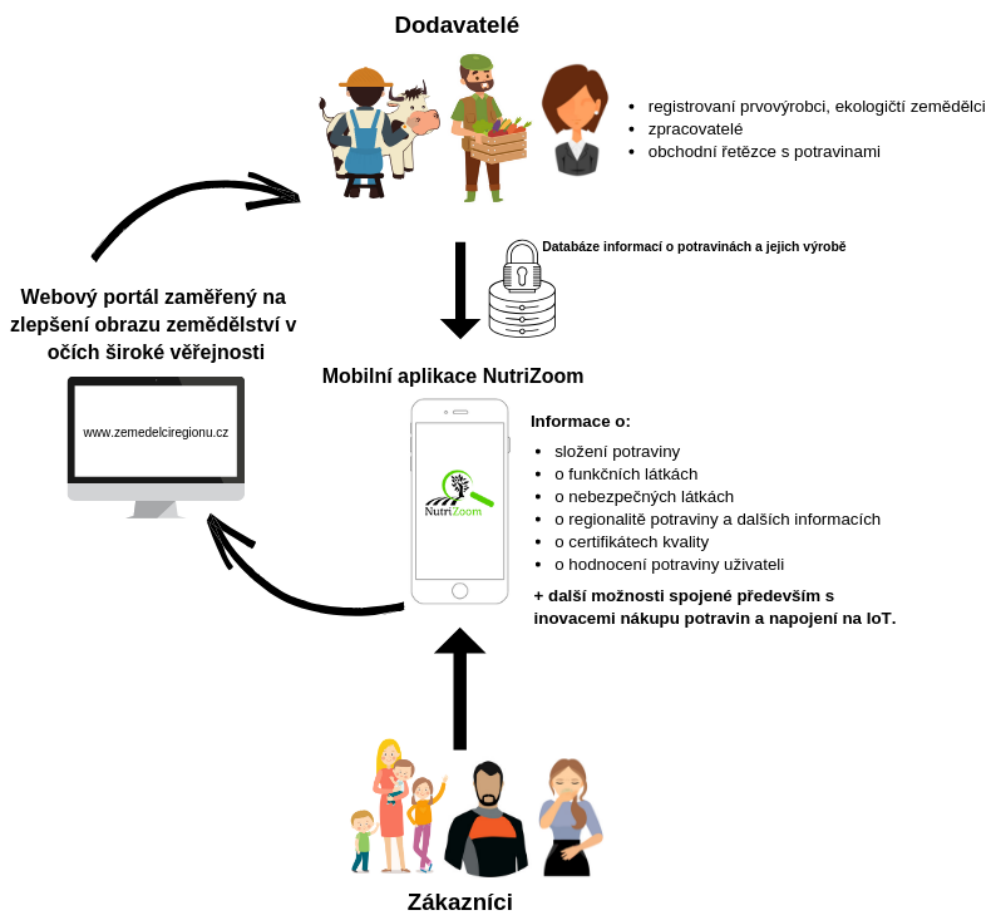 Dodavatelé
• registrovaní prvovýrobci, ekologičtí zemědělci
• zpracovatelé
• obchodní řetězce s potravinami
Databáze informací o potravinách a jejich výrobě
Webový portál zaměřený na
zlepšení obrazu zemědělství v
očích široké věřejnosti
www.zemedelciregionu.cz
Mobilní aplikace NutriZoom
NutriZoom
Informace o:
• složení potraviny
• o funkčních látkách
• o nebezpečných látkách
• o regionalitě potraviny a dalších informacích
• o certifikátech kvality
• o hodnocení potraviny uživateli
+ další možnosti spojené především s
inovacemi nákupu potravin a napojení na IoT.
Zákazníci